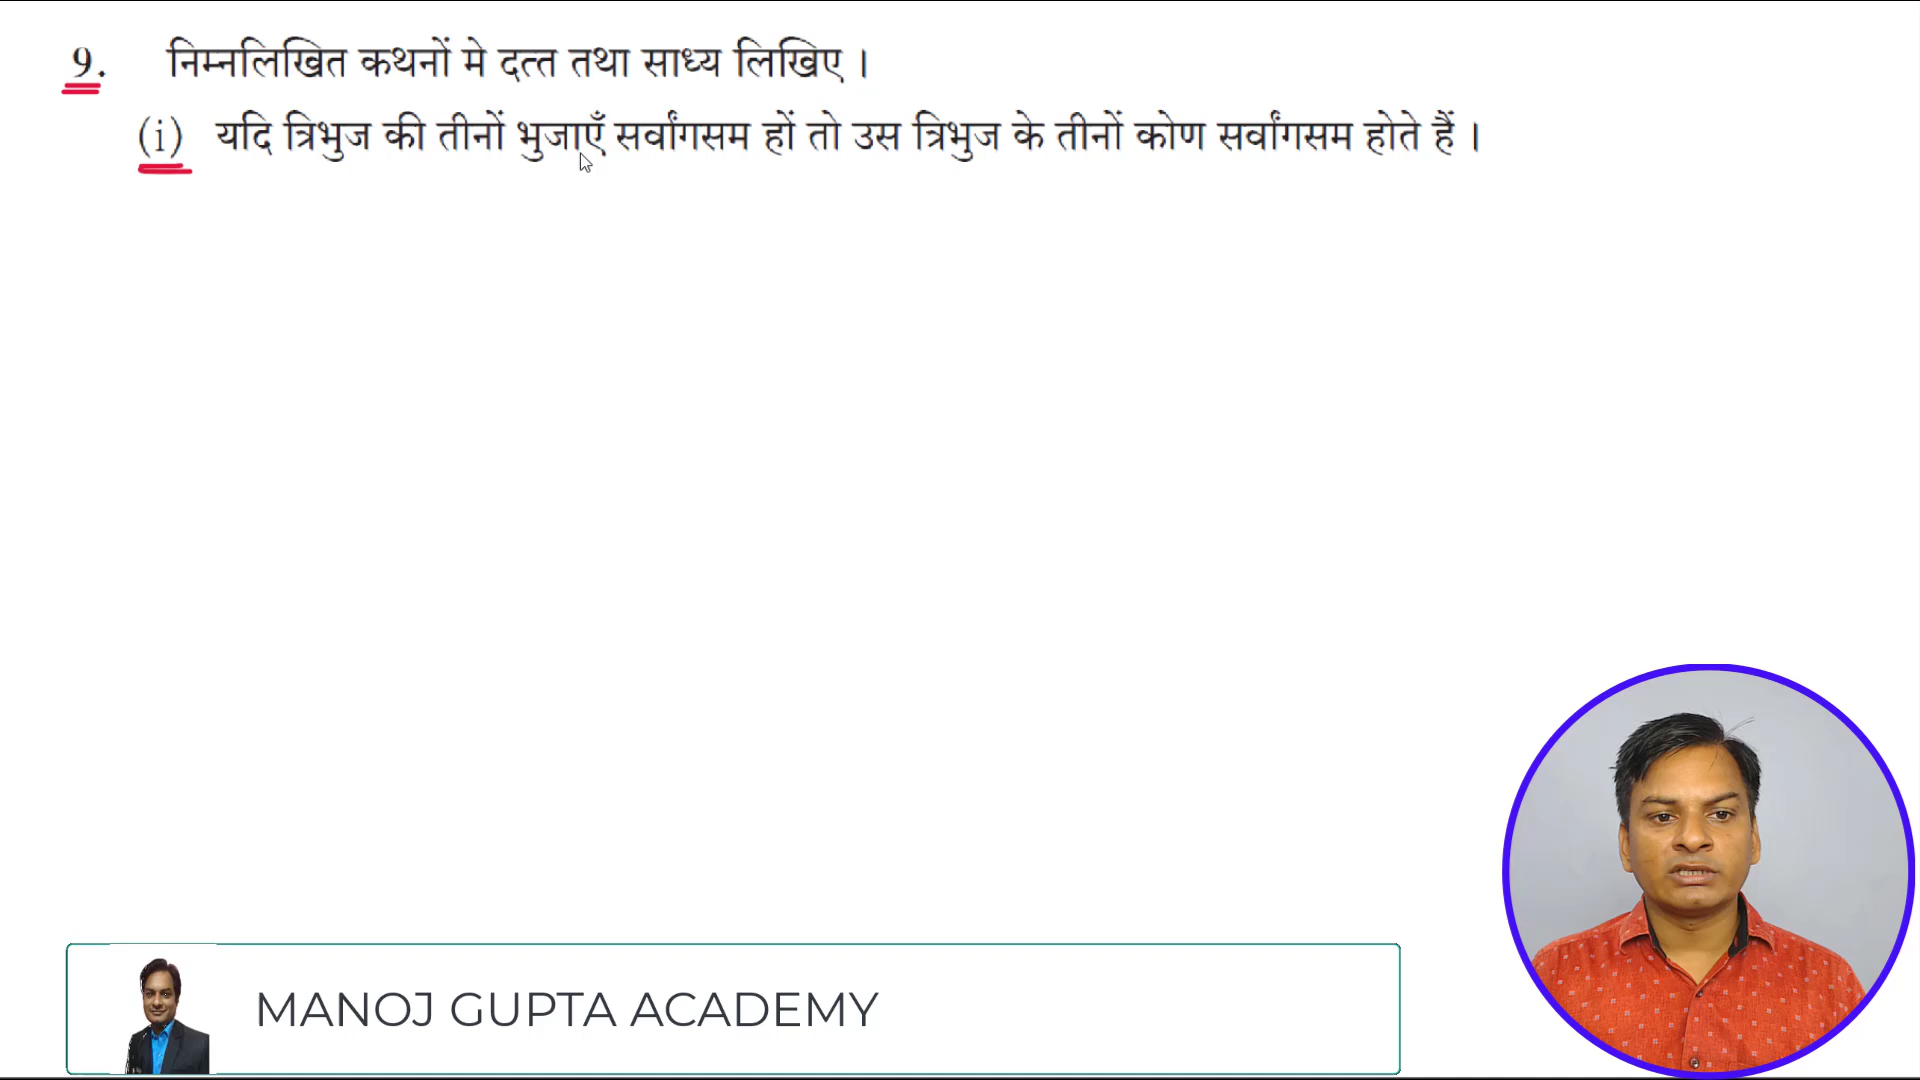 9. निम्नलिखित कथनों मे दत्त तथा साध्य लिखिए ।
(i) यदि त्रिभुज की तीनों भुजाएँ सर्वांगसम हों तो उस त्रिभुज के तीनों कोण सर्वांगसम होते हैं ।
MANOJ GUPTA ACADEMY